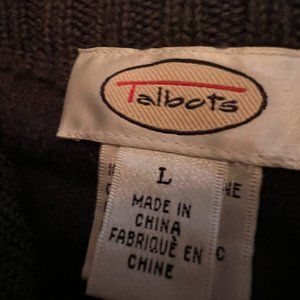 Talbots
L
MADE IN
CHINA
FABRIQUÉ EN
CHINE